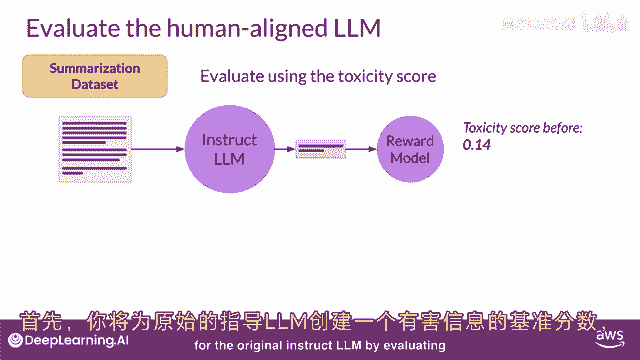 Evaluate the human-aligned LLM
Summarization
Dataset
Evaluate using the toxicity score
Instruct
LLM
Reward
Model
Toxicity score before:
0.14
首先，你将为原始的指导LLM创建一个有害信息的基准分数，
for the original instruct LLM by evaluating
DeepLearning.AI
aws